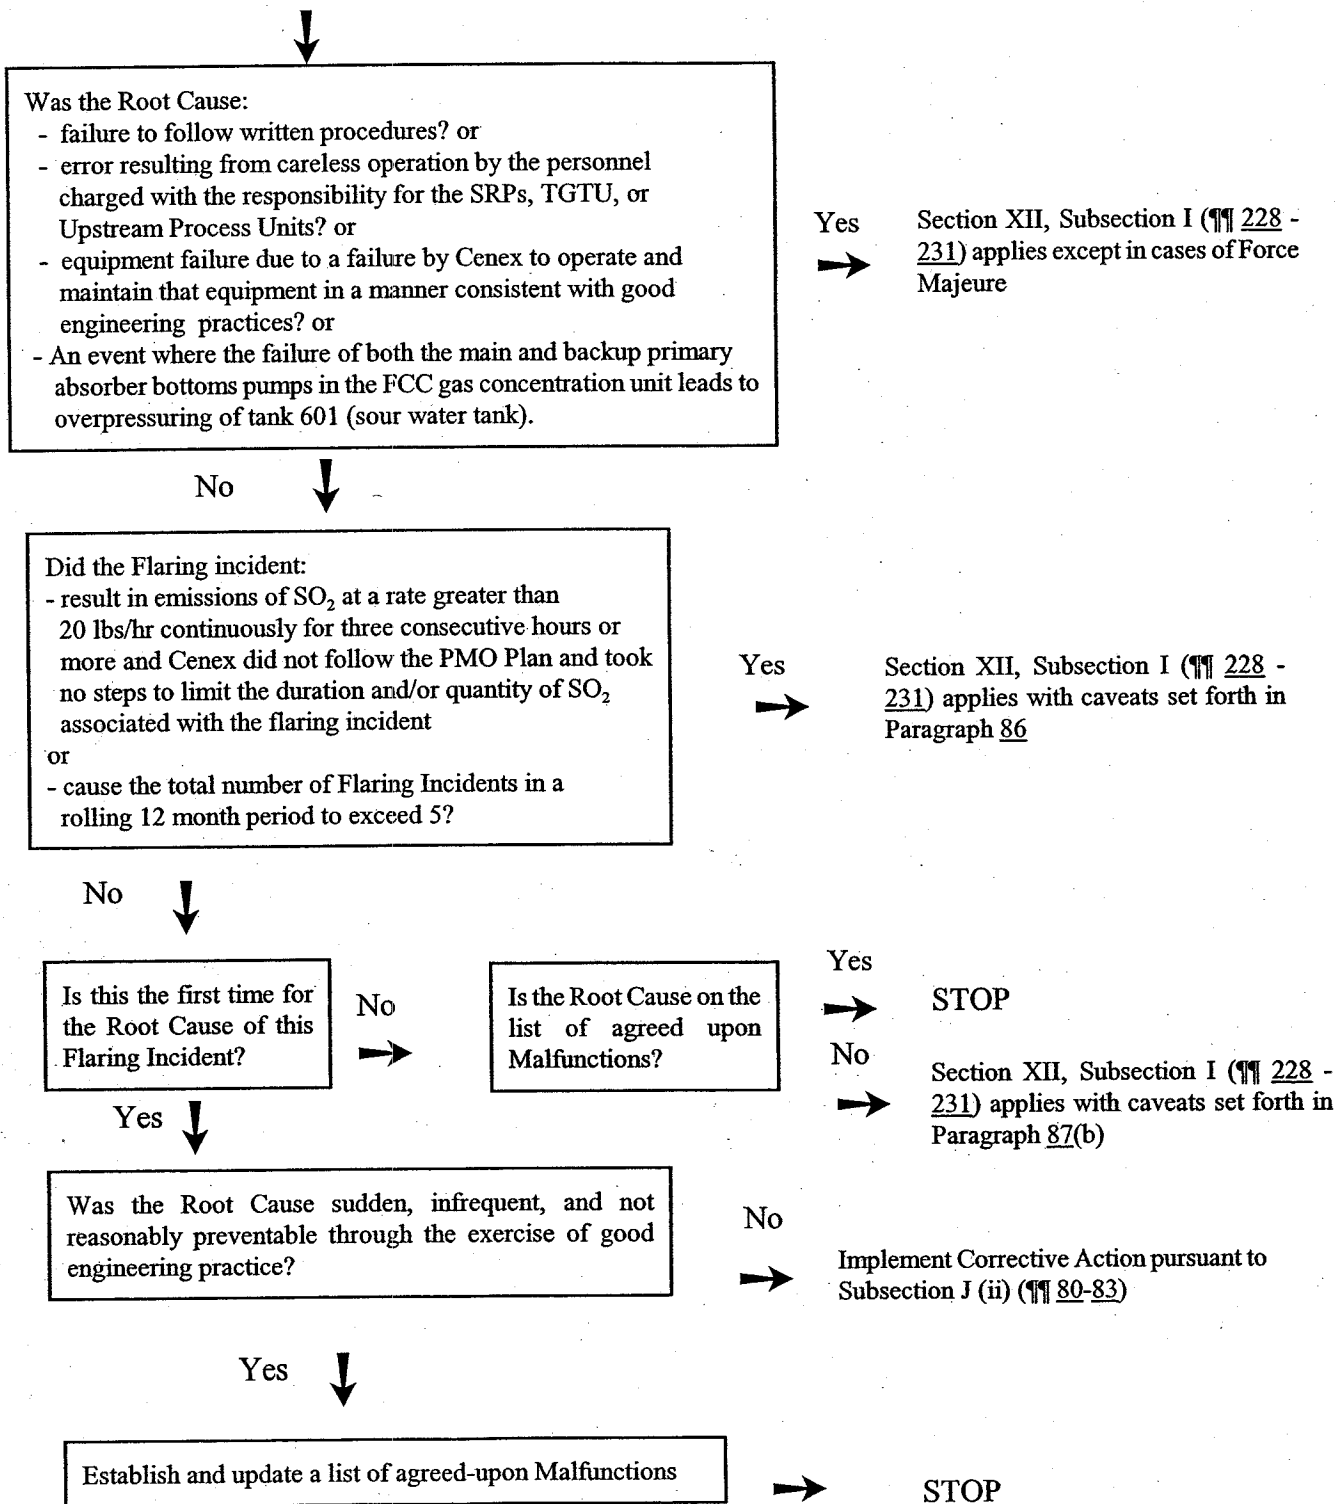 Was the Root Cause:
- failure to follow written procedures? or
- error resulting from careless operation by the personnel
charged with the responsibility for the SRPs, TGTU, or
Upstream Process Units? or
- equipment failure due to a failure by Cenex to operate and
maintain that equipment in a manner consistent with good
engineering practices? or
- An event where the failure of both the main and backup primary
absorber bottoms pumps in the FCC gas concentration unit leads to
overpressuring of tank 601 (sour water tank).
Yes
Section XII, Subsection I (¶¶ 228 -
231) applies except in cases of Force
Majeure
No
Did the Flaring incident:
- result in emissions of SO₂ at a rate greater than
20 lbs/hr continuously for three consecutive hours or
more and Cenex did not follow the PMO Plan and took
no steps to limit the duration and/or quantity of SO₂
associated with the flaring incident
or
- cause the total number of Flaring Incidents in a
rolling 12 month period to exceed 5?
Yes
Section XII, Subsection I (¶¶ 228 -
231) applies with caveats set forth in
Paragraph 86
No
Is this the first time for
the Root Cause of this
Flaring Incident?
No
Is the Root Cause on the
list of agreed upon
Malfunctions?
Yes
STOP
No
Section XII, Subsection I (¶¶ 228 -
231) applies with caveats set forth in
Paragraph 87(b)
Yes
Was the Root Cause sudden, infrequent, and not
reasonably preventable through the exercise of good
engineering practice?
No
Implement Corrective Action pursuant to
Subsection J (ii) (¶¶ 80-83)
Yes
Establish and update a list of agreed-upon Malfunctions
STOP